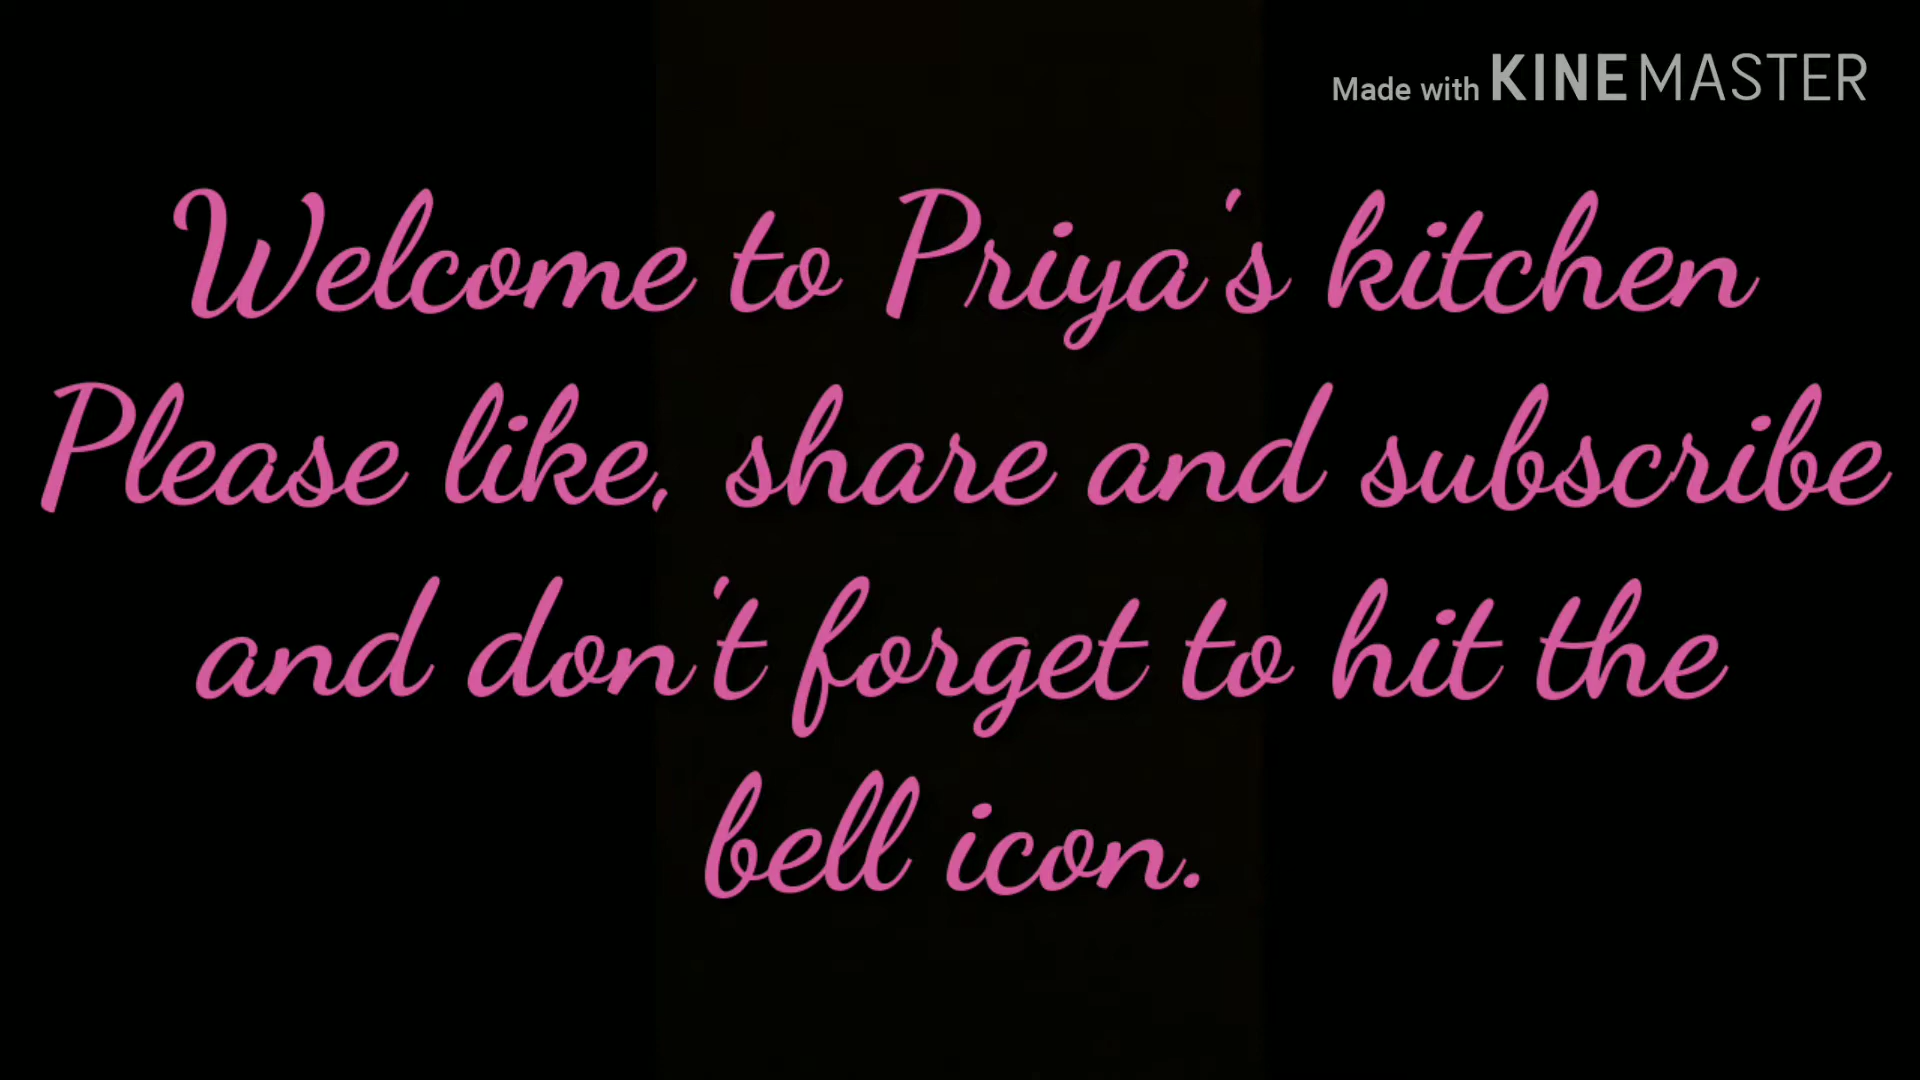 Made with KINEMASTER
Welcome to Priya's kitchen
Please like, share and subscribe
and don't forget to hit the
bell icon.